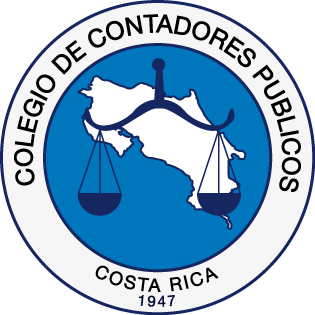 COLEGIO DE CONTADORES PUBLICOS
COSTA RICA
1947